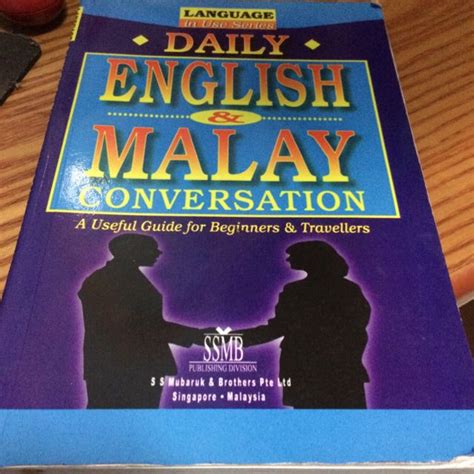 LANGUAGE
in Use Series
DAILY
ENGLISH
&
MALAY
CONVERSATION
A Useful Guide for Beginners & Travellers
SSMB
PUBLISHING DIVISION
S S Mubaruk & Brothers Pte Ltd
Singapore • Malaysia